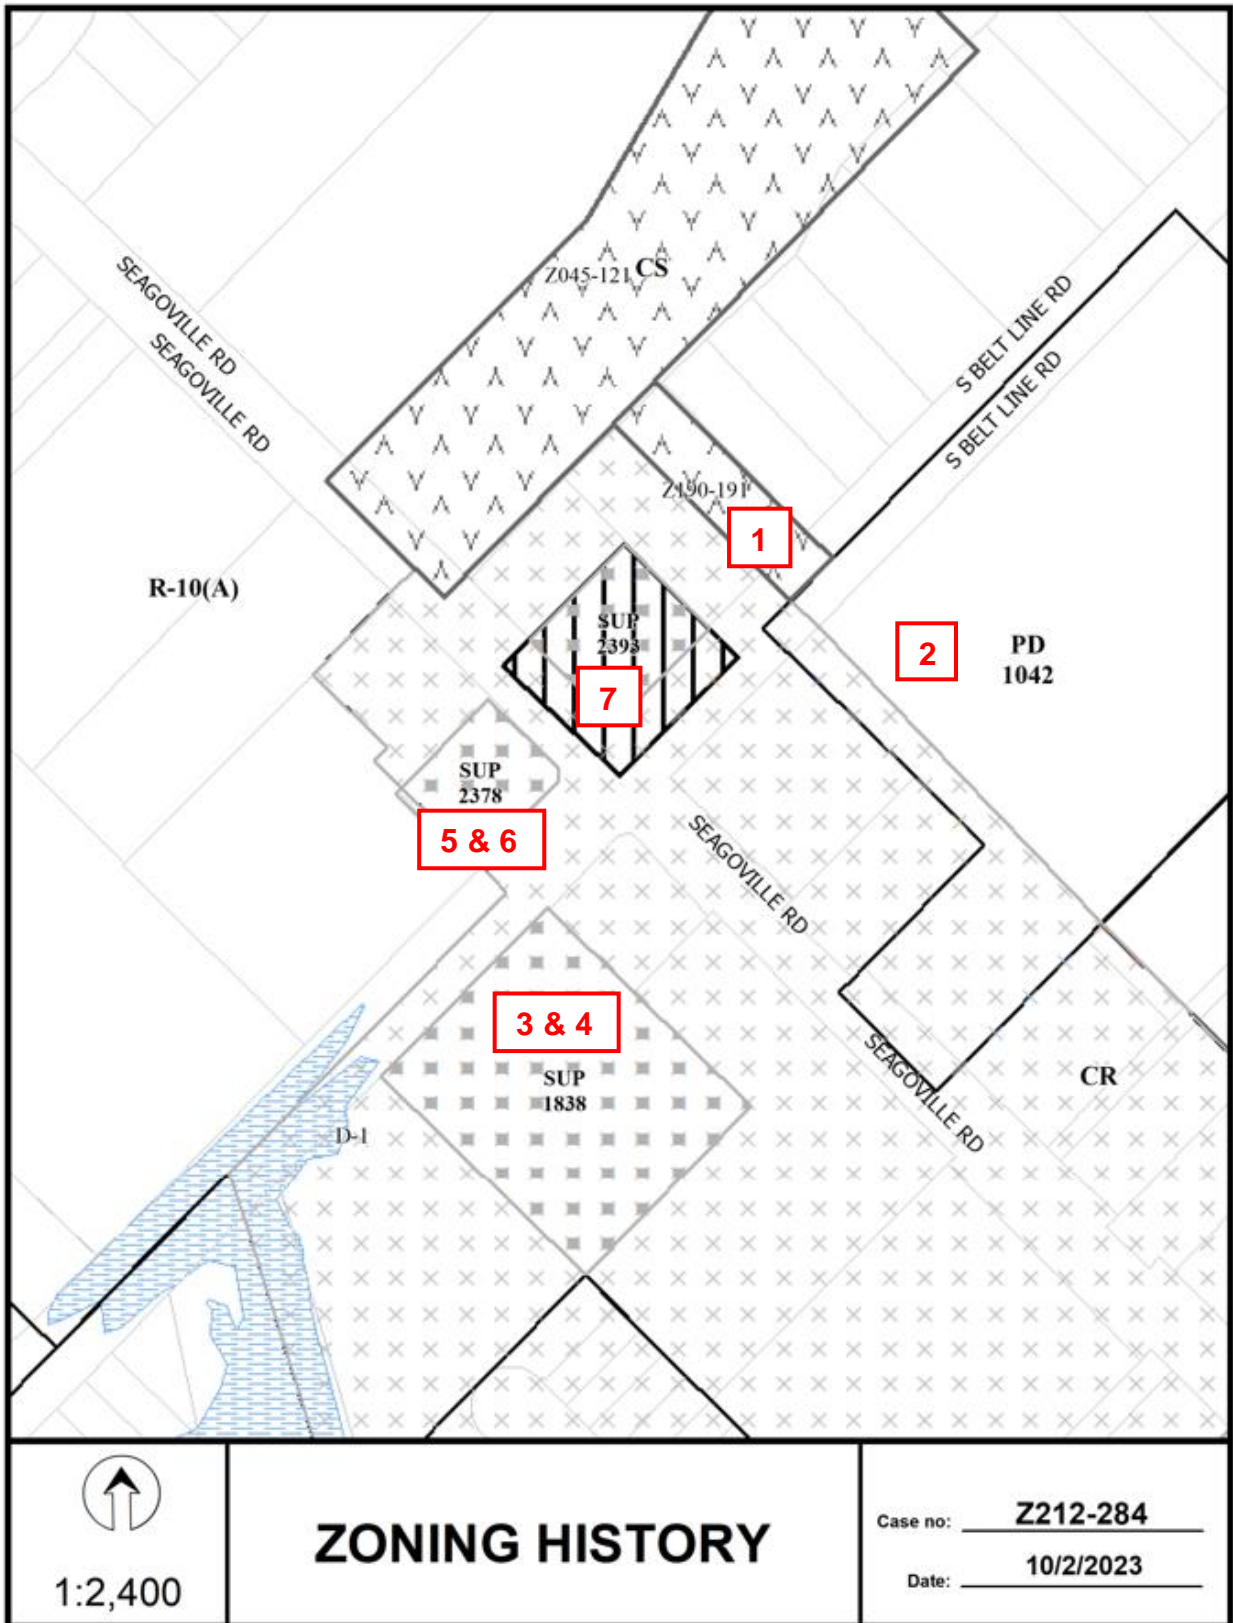 SEAGOVILLE RD
SEAGOVILLE RD
Z045-121
CS
S BELT LINE RD
S BELT LINE RD
Z190-191
1
R-10(A)
SUP
2393
2
PD
1042
7
SUP
2378
5 & 6
SEAGOVILLE RD
3 & 4
SUP
1838
SEAGOVILLE RD
CR
D-1
1:2,400
ZONING HISTORY
Case no: Z212-284
Date: 10/2/2023